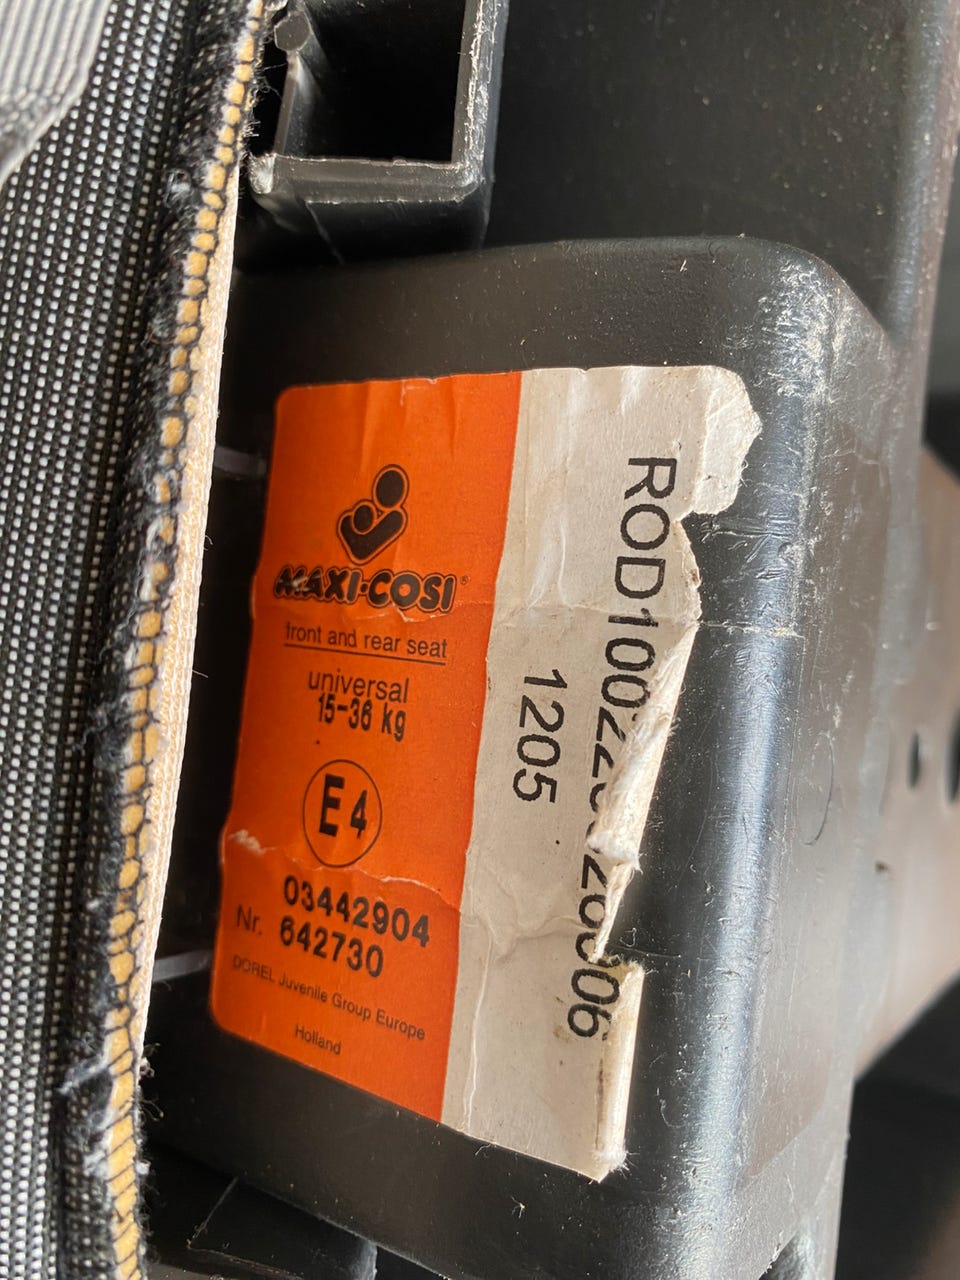 MAXI-COSI®
front and rear seat
universal
15-36 kg
E4
03442904
Nr. 642730
DOREL Juvenile Group Europe
Holland
1205